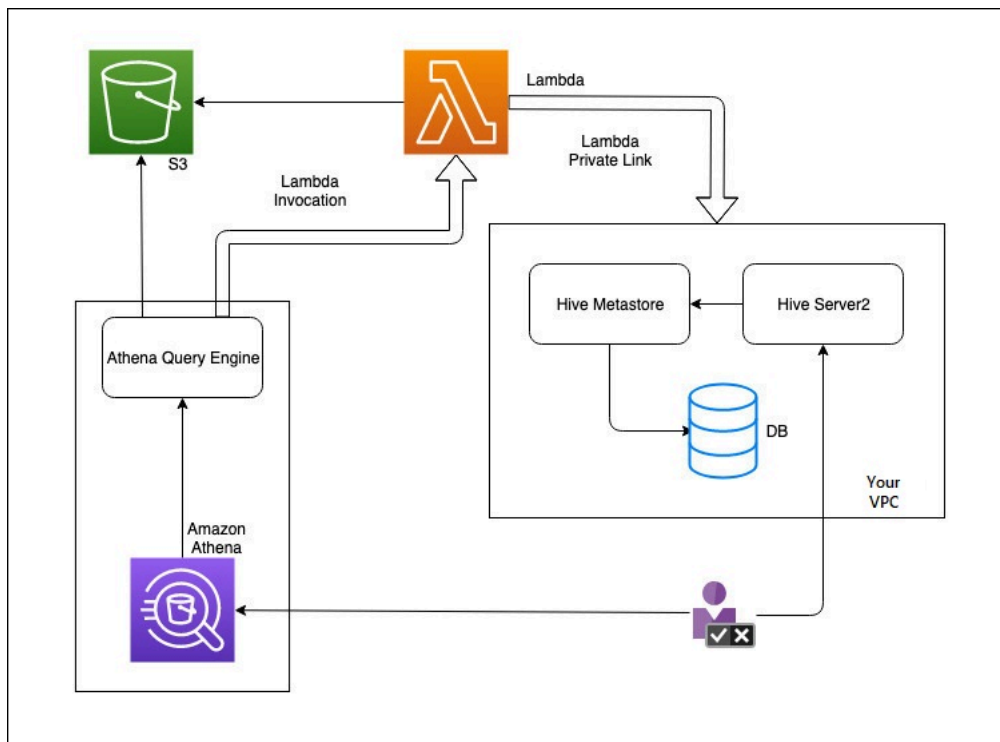 Lambda
Lambda
Private Link
S3
Lambda
Invocation
Hive Metastore
Hive Server2
Athena Query Engine
DB
Your
VPC
Amazon
Athena